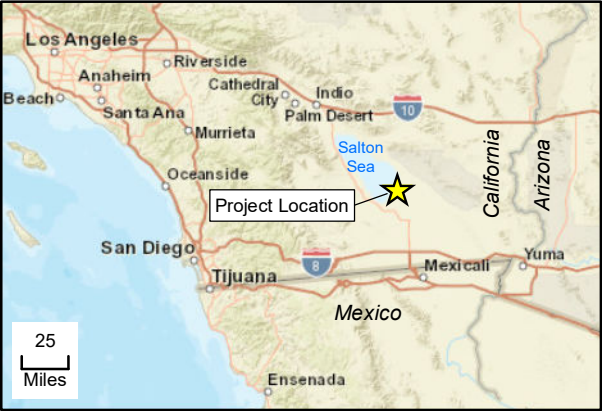 Los Angeles
Riverside
Anaheim
Cathedral
City
Indio
Beach
Santa Ana
Palm Desert
10
Murrieta
Salton
Sea
California
Arizona
Oceanside
Project Location
San Diego
8
Yuma
Tijuana
Mexicali
Mexico
25
Miles
Ensenada